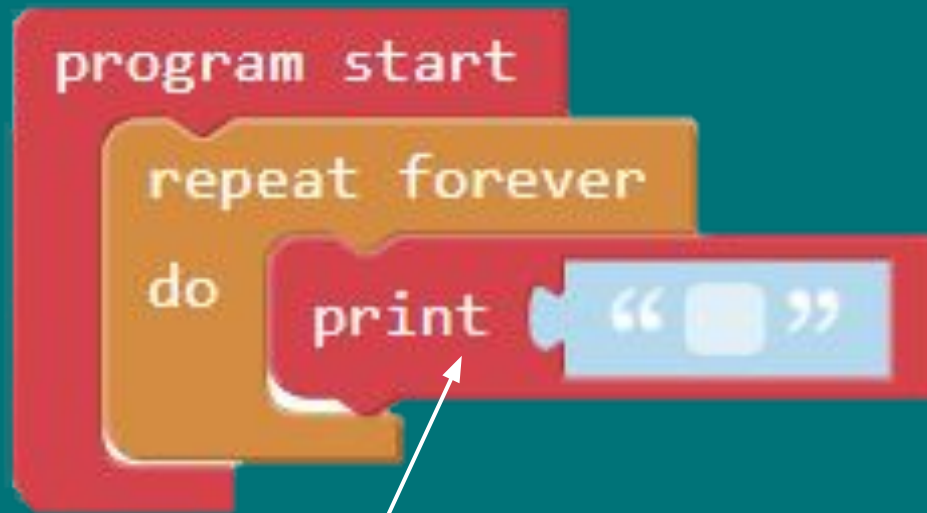 program start
repeat forever
do
print “ ”